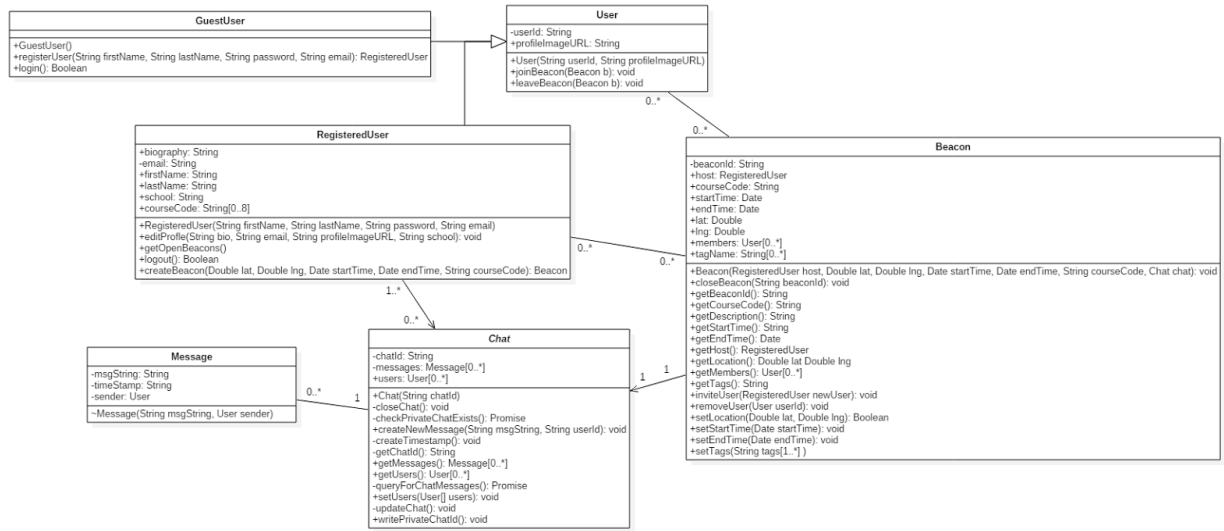 GuestUser
+GuestUser()
+registerUser(String firstName, String lastName, String password, String email): RegisteredUser
+login(): Boolean
User
-userId: String
+profileImageURL: String
+User(String userId, String profileImageURL)
+joinBeacon(Beacon b): void
+leaveBeacon(Beacon b): void
0..*
0..*
RegisteredUser
+biography: String
-email: String
+firstName: String
+lastName: String
+school: String
+courseCode: String[0..8]
+RegisteredUser(String firstName, String lastName, String password, String email)
+editProfle(String bio, String email, String profileImageURL, String school): void
+getOpenBeacons()
+logout(): Boolean
+createBeacon(Double lat, Double lng, Date startTime, Date endTime, String courseCode): Beacon
0..*
0..*
1..*
0..*
Beacon
-beaconId: String
+host: RegisteredUser
+courseCode: String
+startTime: Date
+endTime: Date
+lat: Double
+lng: Double
+members: User[0..*]
+tagName: String[0..*]
+Beacon(RegisteredUser host, Double lat, Double lng, Date startTime, Date endTime, String courseCode, Chat chat): void
+closeBeacon(String beaconId): void
+getBeaconId(): String
+getCourseCode(): String
+getDescription(): String
+getStartTime(): String
+getEndTime(): Date
+getHost(): RegisteredUser
+getLocation(): Double lat Double lng
+getMembers(): User[0..*]
+getTags(): String
+inviteUser(RegisteredUser newUser): void
+removeUser(User userId): void
+setLocation(Double lat, Double lng): Boolean
+setStartTime(Date startTime): void
+setEndTime(Date endTime): void
+setTags(String tags[1..*] )
1
1
Message
-msgString: String
-timeStamp: String
-sender: User
~Message(String msgString, User sender)
0..*
1
Chat
-chatId: String
-messages: Message[0..*]
+users: User[0..*]
+Chat(String chatId)
-closeChat(): void
-checkPrivateChatExists(): Promise
+createNewMessage(String msgString, String userId): void
-createTimestamp(): void
-getChatId(): String
+getMessages(): Message[0..*]
+getUsers(): User[0..*]
-queryForChatMessages(): Promise
+setUsers(User[] users): void
-updateChat(): void
+writePrivateChatId(): void